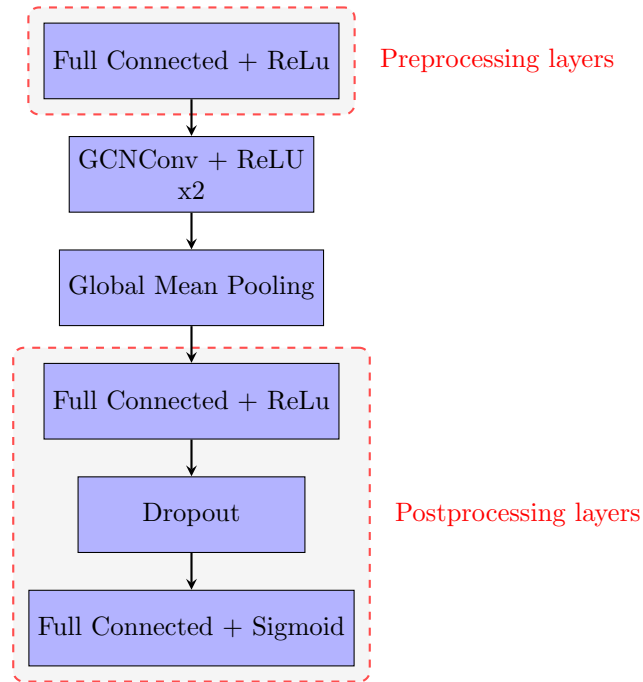 Full Connected + ReLu
Preprocessing layers
GCNConv + ReLU
x2
Global Mean Pooling
Full Connected + ReLu
Dropout
Postprocessing layers
Full Connected + Sigmoid